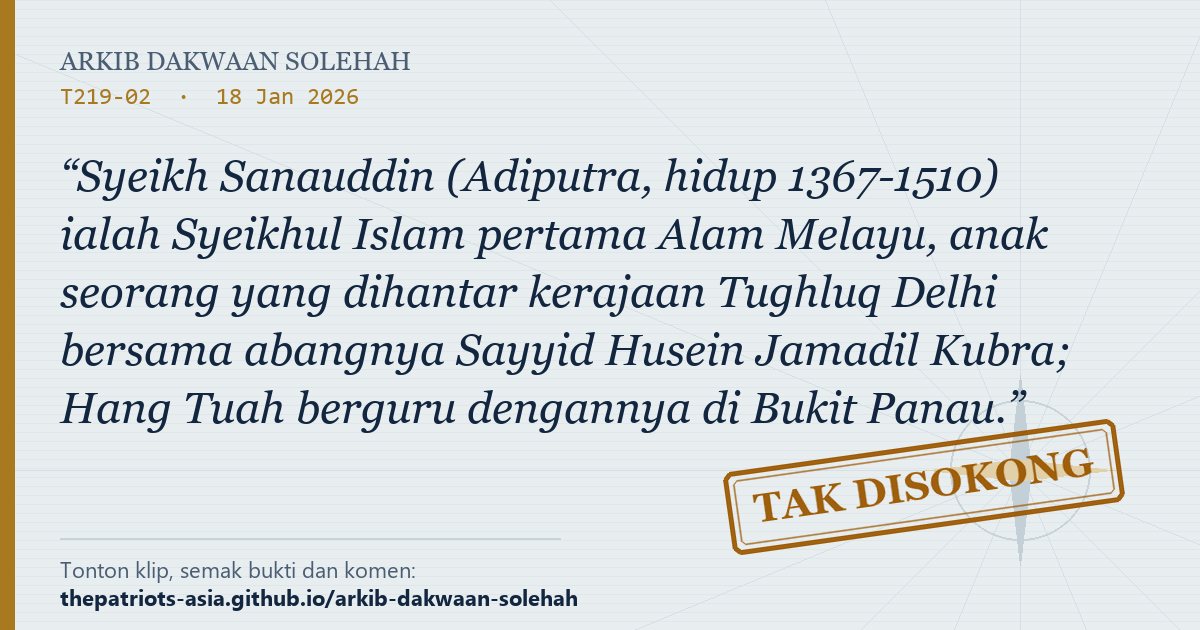 ARKIB DAKWAAN SOLEHAH
T219-02 · 18 Jan 2026
“Syeikh Sanauddin (Adiputra, hidup 1367-1510)
ialah Syeikhul Islam pertama Alam Melayu, anak
seorang yang dihantar kerajaan Tughluq Delhi
bersama abangnya Sayyid Husein Jamadil Kubra;
Hang Tuah berguru dengannya di Bukit Panau.”
TAK DISOKONG
Tonton klip, semak bukti dan komen:
thepatriots-asia.github.io/arkib-dakwaan-solehah